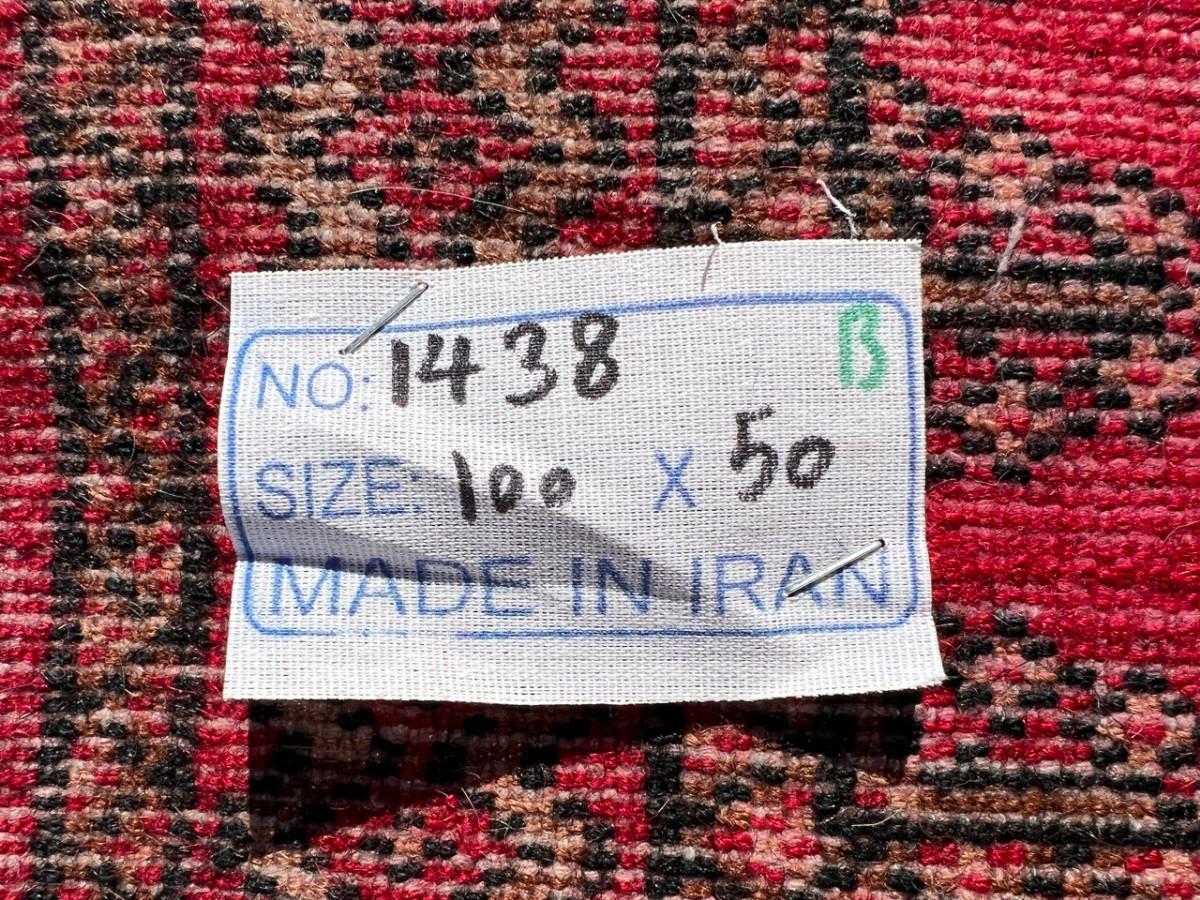 NO: 1438 B
SIZE: 100 X 50
MADE IN IRAN